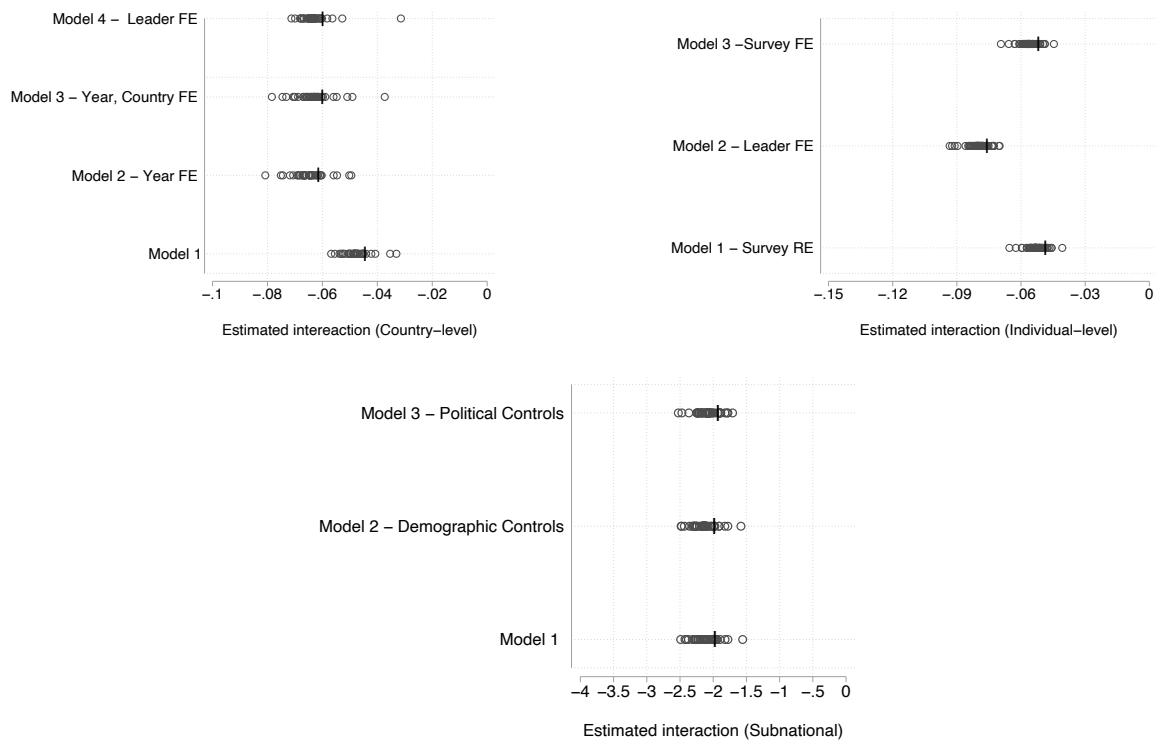 Model 4 – Leader FE
Model 3 – Year, Country FE
Model 2 – Year FE
Model 1
–.1 –.08 –.06 –.04 –.02 0
Estimated intereaction (Country–level)
Model 3 –Survey FE
Model 2 – Leader FE
Model 1 – Survey RE
–.15 –.12 –.09 –.06 –.03 0
Estimated interaction (Individual–level)
Model 3 – Political Controls
Model 2 – Demographic Controls
Model 1
–4 –3.5 –3 –2.5 –2 –1.5 –1 –.5 0
Estimated interaction (Subnational)